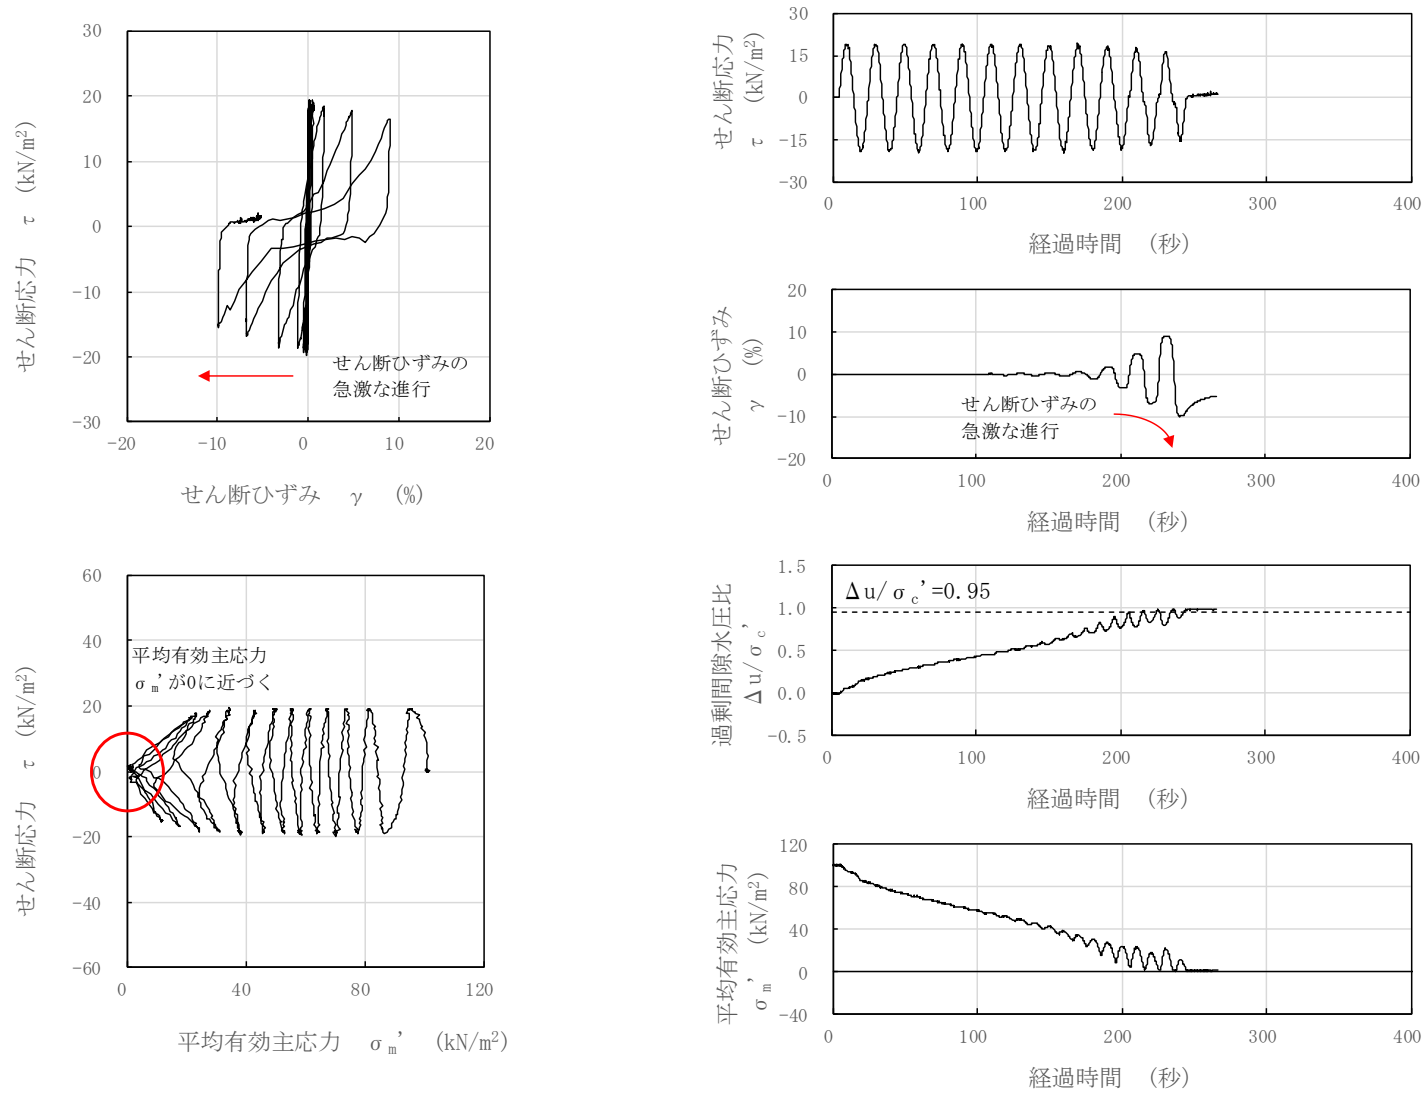 30
20
10
0
-10
-20
-30
-20
-10
0
10
20
せん断応力 τ (kN/m²)
せん断ひずみ γ (%)
せん断ひずみの
急激な進行
60
40
20
0
-20
-40
-60
0
40
80
120
せん断応力 τ (kN/m²)
平均有効主応力 σm' (kN/m²)
平均有効主応力
σm'が0に近づく
30
15
0
-15
-30
0
100
200
300
400
せん断応力
τ (kN/m²)
経過時間 (秒)
20
10
0
-10
-20
0
100
200
300
400
せん断ひずみ
γ (%)
経過時間 (秒)
せん断ひずみの
急激な進行
1.5
1.0
0.5
0.0
-0.5
0
100
200
300
400
過剰間隙水圧比
Δu/σc'
経過時間 (秒)
Δu/σc'=0.95
120
80
40
0
-40
0
100
200
300
400
平均有効主応力
σm' (kN/m²)
経過時間 (秒)